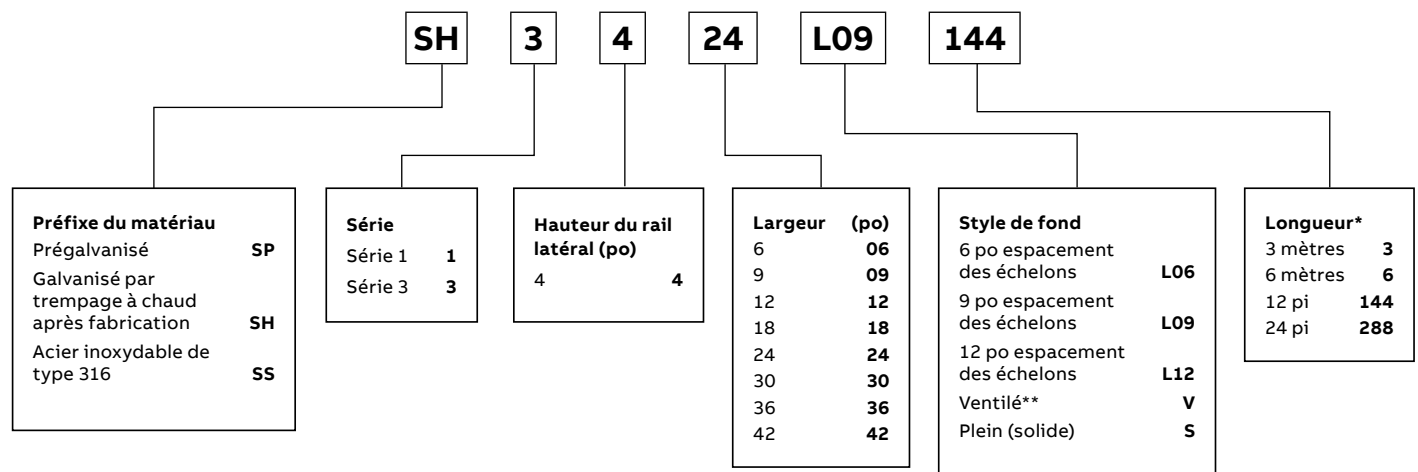 SH 3 4 24 L09 144
Préfixe du matériau
Prégalvanisé SP
Galvanisé par
trempage à chaud
après fabrication SH
Acier inoxydable de
type 316 SS
Série
Série 1 1
Série 3 3
Hauteur du rail
latéral (po)
4 4
Largeur (po)
6 06
9 09
12 12
18 18
24 24
30 30
36 36
42 42
Style de fond
6 po espacement
des échelons L06
9 po espacement
des échelons L09
12 po espacement
des échelons L12
Ventilé** V
Plein (solide) S
Longueur*
3 mètres 3
6 mètres 6
12 pi 144
24 pi 288